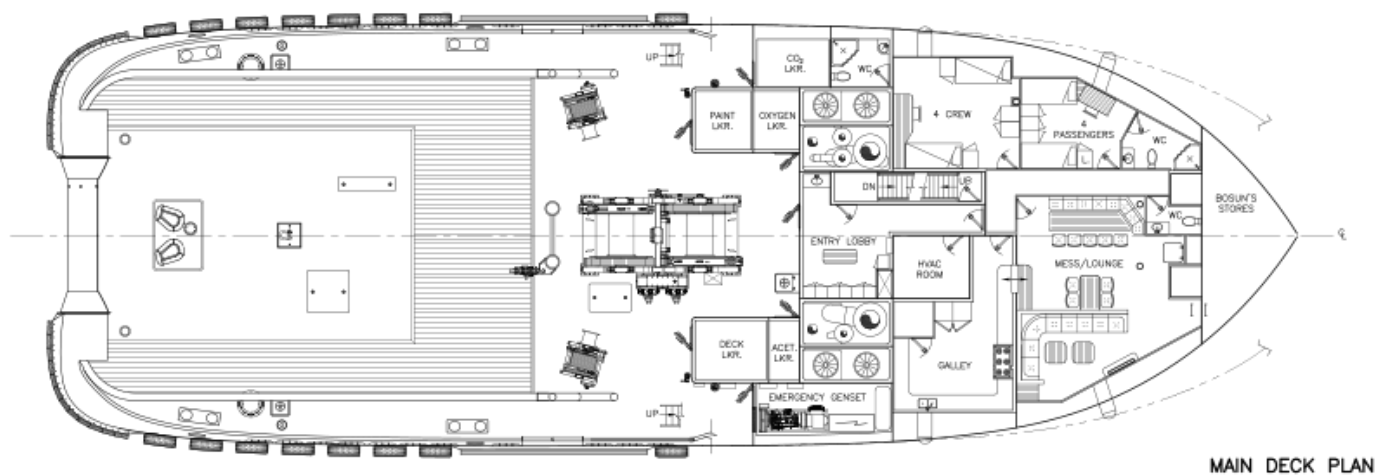 UP
CO₂
LKR.
WC
PAINT
LKR.
OXYGEN
LKR.
4 CREW
4
PASSENGERS
WC
DN
UP
BOSUN'S
STORES
WC
ENTRY LOBBY
HVAC
ROOM
MESS/LOUNGE
DECK
LKR.
ACET.
LKR.
GALLEY
EMERGENCY GENSET
UP
MAIN DECK PLAN